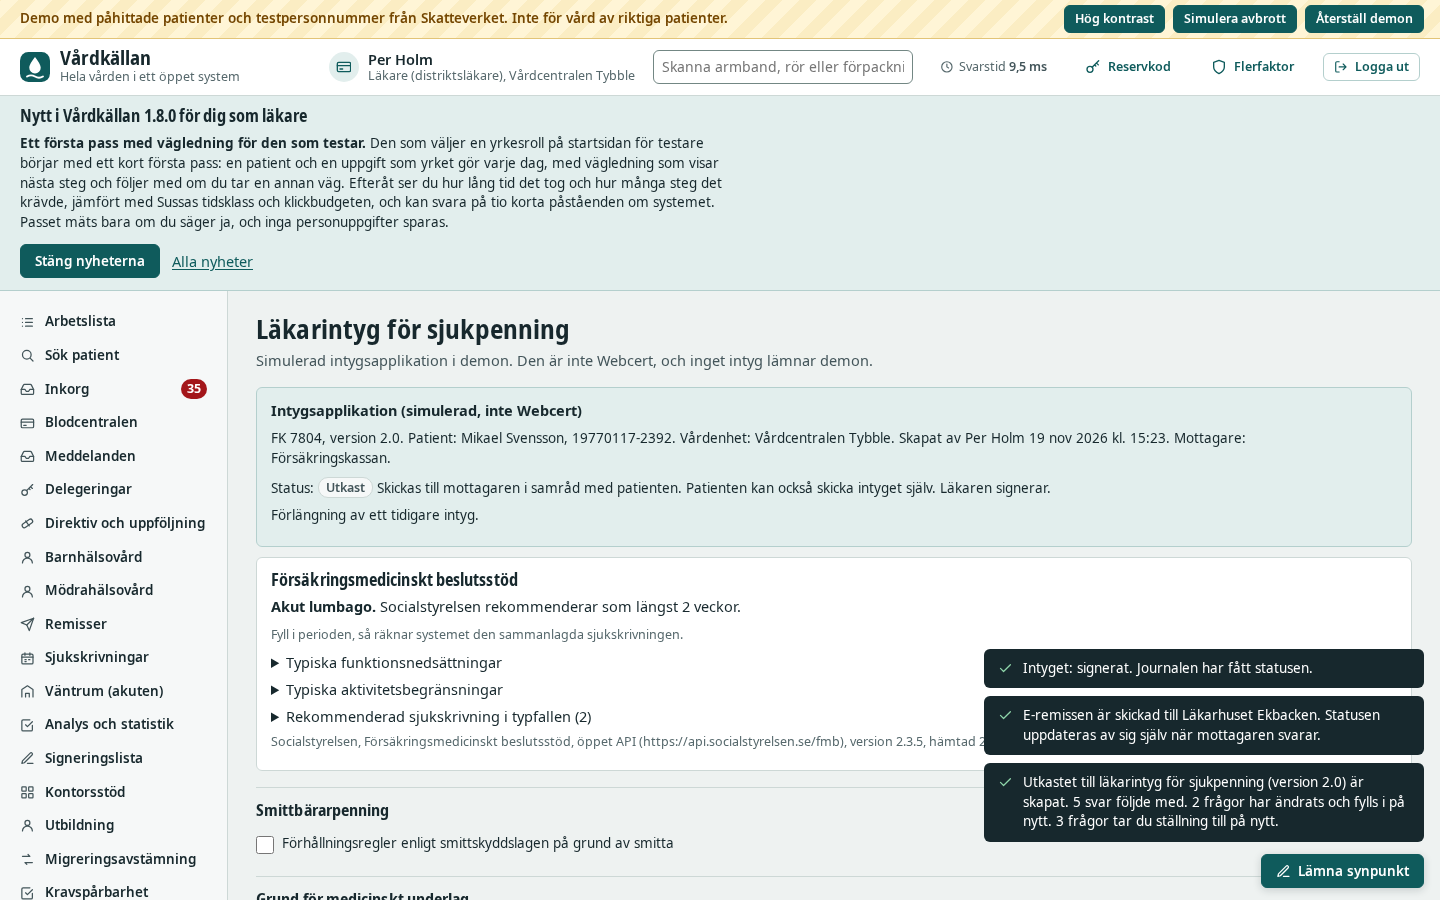 Demo med påhittade patienter och testpersonnummer från Skatteverket. Inte för vård av riktiga patienter.
Hög kontrast
Simulera avbrott
Återställ demon
Vårdkällan
Hela vården i ett öppet system
Per Holm
Läkare (distriktsläkare), Vårdcentralen Tybble
Skanna armband, rör eller förpackni
Svarstid 9,5 ms
Reservkod
Flerfaktor
Logga ut
Nytt i Vårdkällan 1.8.0 för dig som läkare
Ett första pass med vägledning för den som testar. Den som väljer en yrkesroll på startsidan för testare
börjar med ett kort första pass: en patient och en uppgift som yrket gör varje dag, med vägledning som visar
nästa steg och följer med om du tar en annan väg. Efteråt ser du hur lång tid det tog och hur många steg det
krävde, jämfört med Sussas tidsklass och klickbudgeten, och kan svara på tio korta påståenden om systemet.
Passet mäts bara om du säger ja, och inga personuppgifter sparas.
Stäng nyheterna
Alla nyheter
Arbetslista
Sök patient
Inkorg
35
Blodcentralen
Meddelanden
Delegeringar
Direktiv och uppföljning
Barnhälsovård
Mödrahälsovård
Remisser
Sjukskrivningar
Väntrum (akuten)
Analys och statistik
Signeringslista
Kontorsstöd
Utbildning
Migreringsavstämning
Kravspårbarhet
Läkarintyg för sjukpenning
Simulerad intygsapplikation i demon. Den är inte Webcert, och inget intyg lämnar demon.
Intygsapplikation (simulerad, inte Webcert)
FK 7804, version 2.0. Patient: Mikael Svensson, 19770117-2392. Vårdenhet: Vårdcentralen Tybble. Skapat av Per Holm 19 nov 2026 kl. 15:23. Mottagare:
Försäkringskassan.
Status: Utkast Skickas till mottagaren i samråd med patienten. Patienten kan också skicka intyget själv. Läkaren signerar.
Förlängning av ett tidigare intyg.
Försäkringsmedicinskt beslutsstöd
Akut lumbago. Socialstyrelsen rekommenderar som längst 2 veckor.
Fyll i perioden, så räknar systemet den sammanlagda sjukskrivningen.
Typiska funktionsnedsättningar
Typiska aktivitetsbegränsningar
Rekommenderad sjukskrivning i typfallen (2)
Socialstyrelsen, Försäkringsmedicinskt beslutsstöd, öppet API (https://api.socialstyrelsen.se/fmb), version 2.3.5, hämtad 2
Smittbärarpenning
Förhållningsregler enligt smittskyddslagen på grund av smitta
Grund för medicinskt underlag
Intyget: signerat. Journalen har fått statusen.
E-remissen är skickad till Läkarhuset Ekbacken. Statusen
uppdateras av sig själv när mottagaren svarar.
Utkastet till läkarintyg för sjukpenning (version 2.0) är
skapat. 5 svar följde med. 2 frågor har ändrats och fylls i på
nytt. 3 frågor tar du ställning till på nytt.
Lämna synpunkt